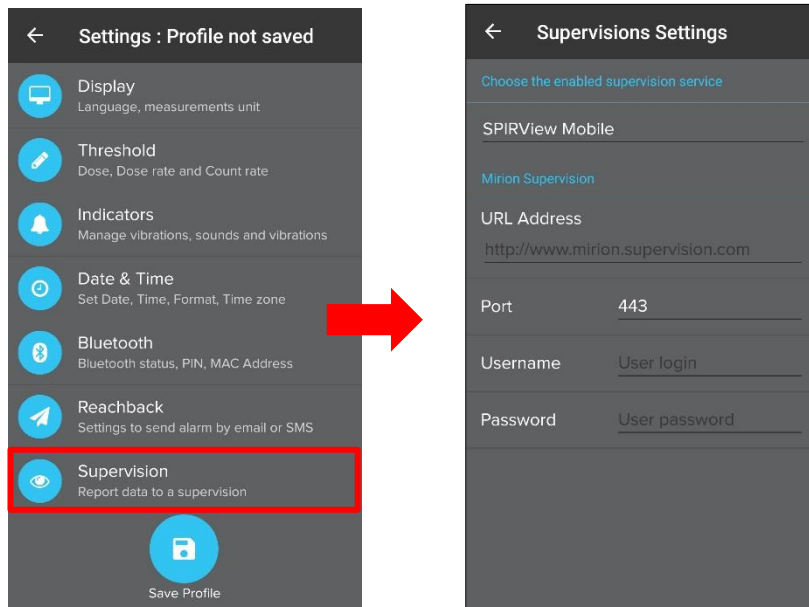 Settings : Profile not saved
Display
Language, measurements unit
Threshold
Dose, Dose rate and Count rate
Indicators
Manage vibrations, sounds and vibrations
Date & Time
Set Date, Time, Format, Time zone
Bluetooth
Bluetooth status, PIN, MAC Address
Reachback
Settings to send alarm by email or SMS
Supervision
Report data to a supervision
Save Profile
Supervisions Settings
Choose the enabled supervision service
SPIRView Mobile
Mirion Supervision
URL Address
http://www.mirion.supervision.com
Port 443
Username User login
Password User password